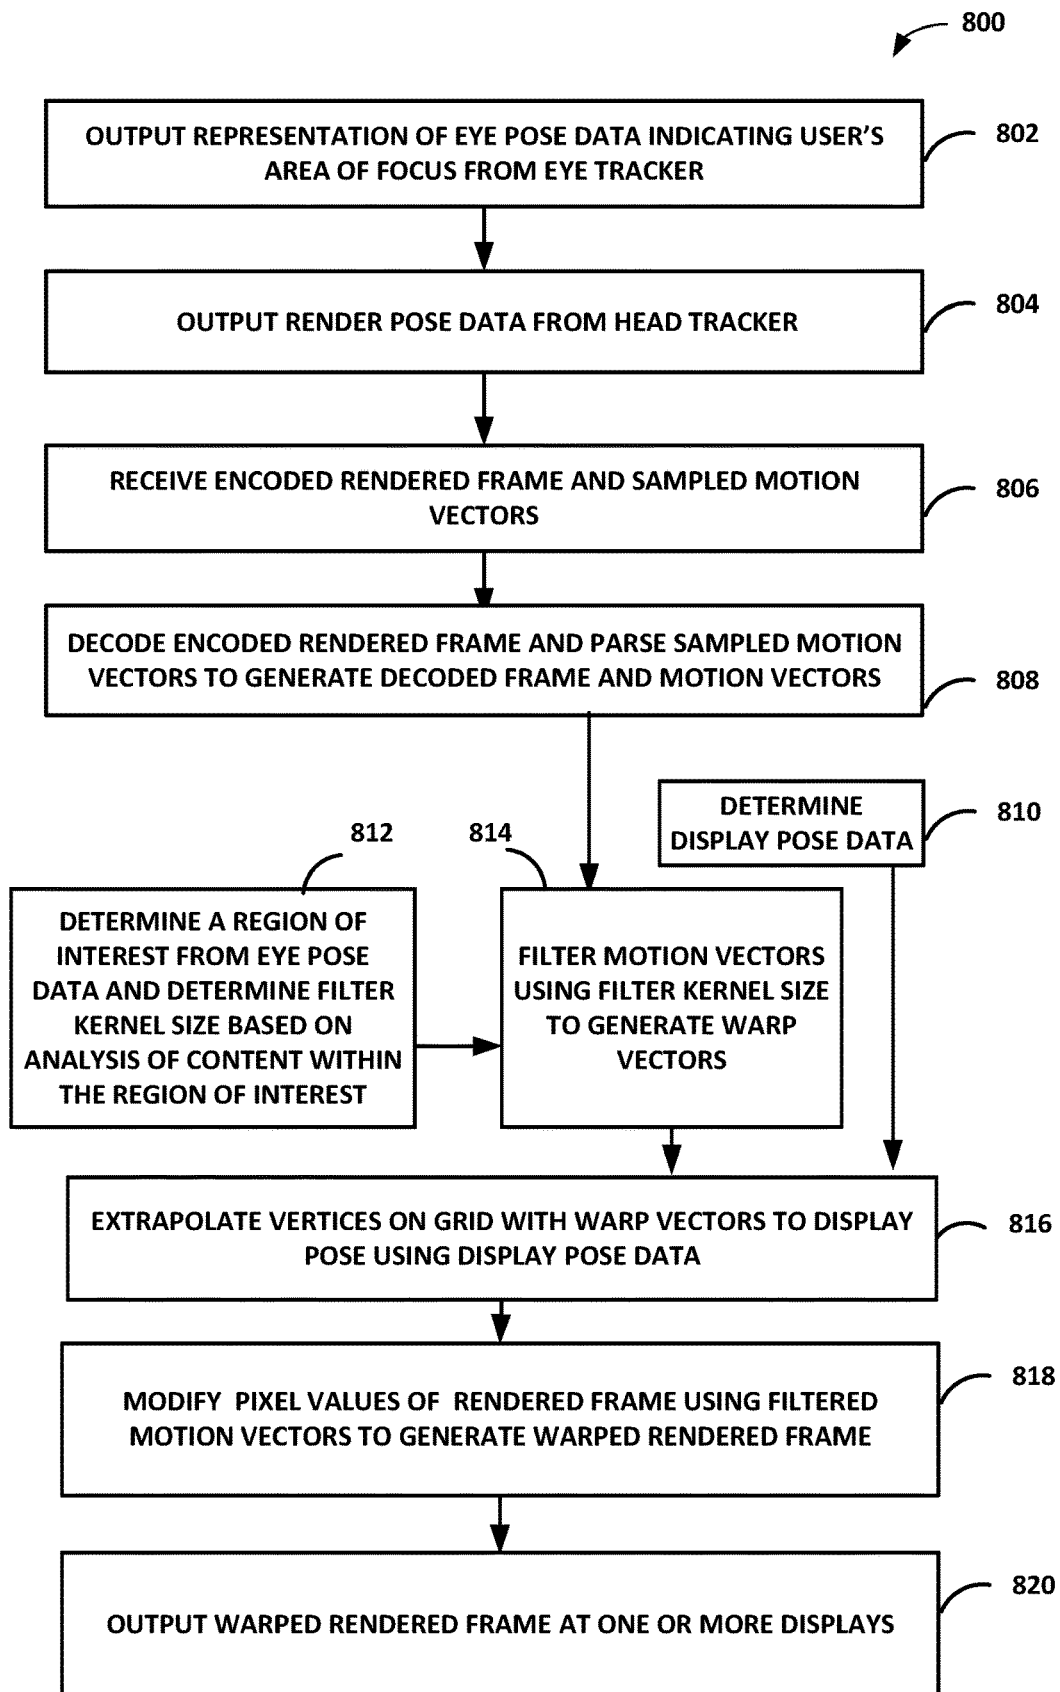 800
OUTPUT REPRESENTATION OF EYE POSE DATA INDICATING USER'S
AREA OF FOCUS FROM EYE TRACKER
802
OUTPUT RENDER POSE DATA FROM HEAD TRACKER
804
RECEIVE ENCODED RENDERED FRAME AND SAMPLED MOTION
VECTORS
806
DECODE ENCODED RENDERED FRAME AND PARSE SAMPLED MOTION
VECTORS TO GENERATE DECODED FRAME AND MOTION VECTORS
808
DETERMINE
DISPLAY POSE DATA
810
812
DETERMINE A REGION OF
INTEREST FROM EYE POSE
DATA AND DETERMINE FILTER
KERNEL SIZE BASED ON
ANALYSIS OF CONTENT WITHIN
THE REGION OF INTEREST
814
FILTER MOTION VECTORS
USING FILTER KERNEL SIZE
TO GENERATE WARP
VECTORS
EXTRAPOLATE VERTICES ON GRID WITH WARP VECTORS TO DISPLAY
POSE USING DISPLAY POSE DATA
816
MODIFY PIXEL VALUES OF RENDERED FRAME USING FILTERED
MOTION VECTORS TO GENERATE WARPED RENDERED FRAME
818
OUTPUT WARPED RENDERED FRAME AT ONE OR MORE DISPLAYS
820